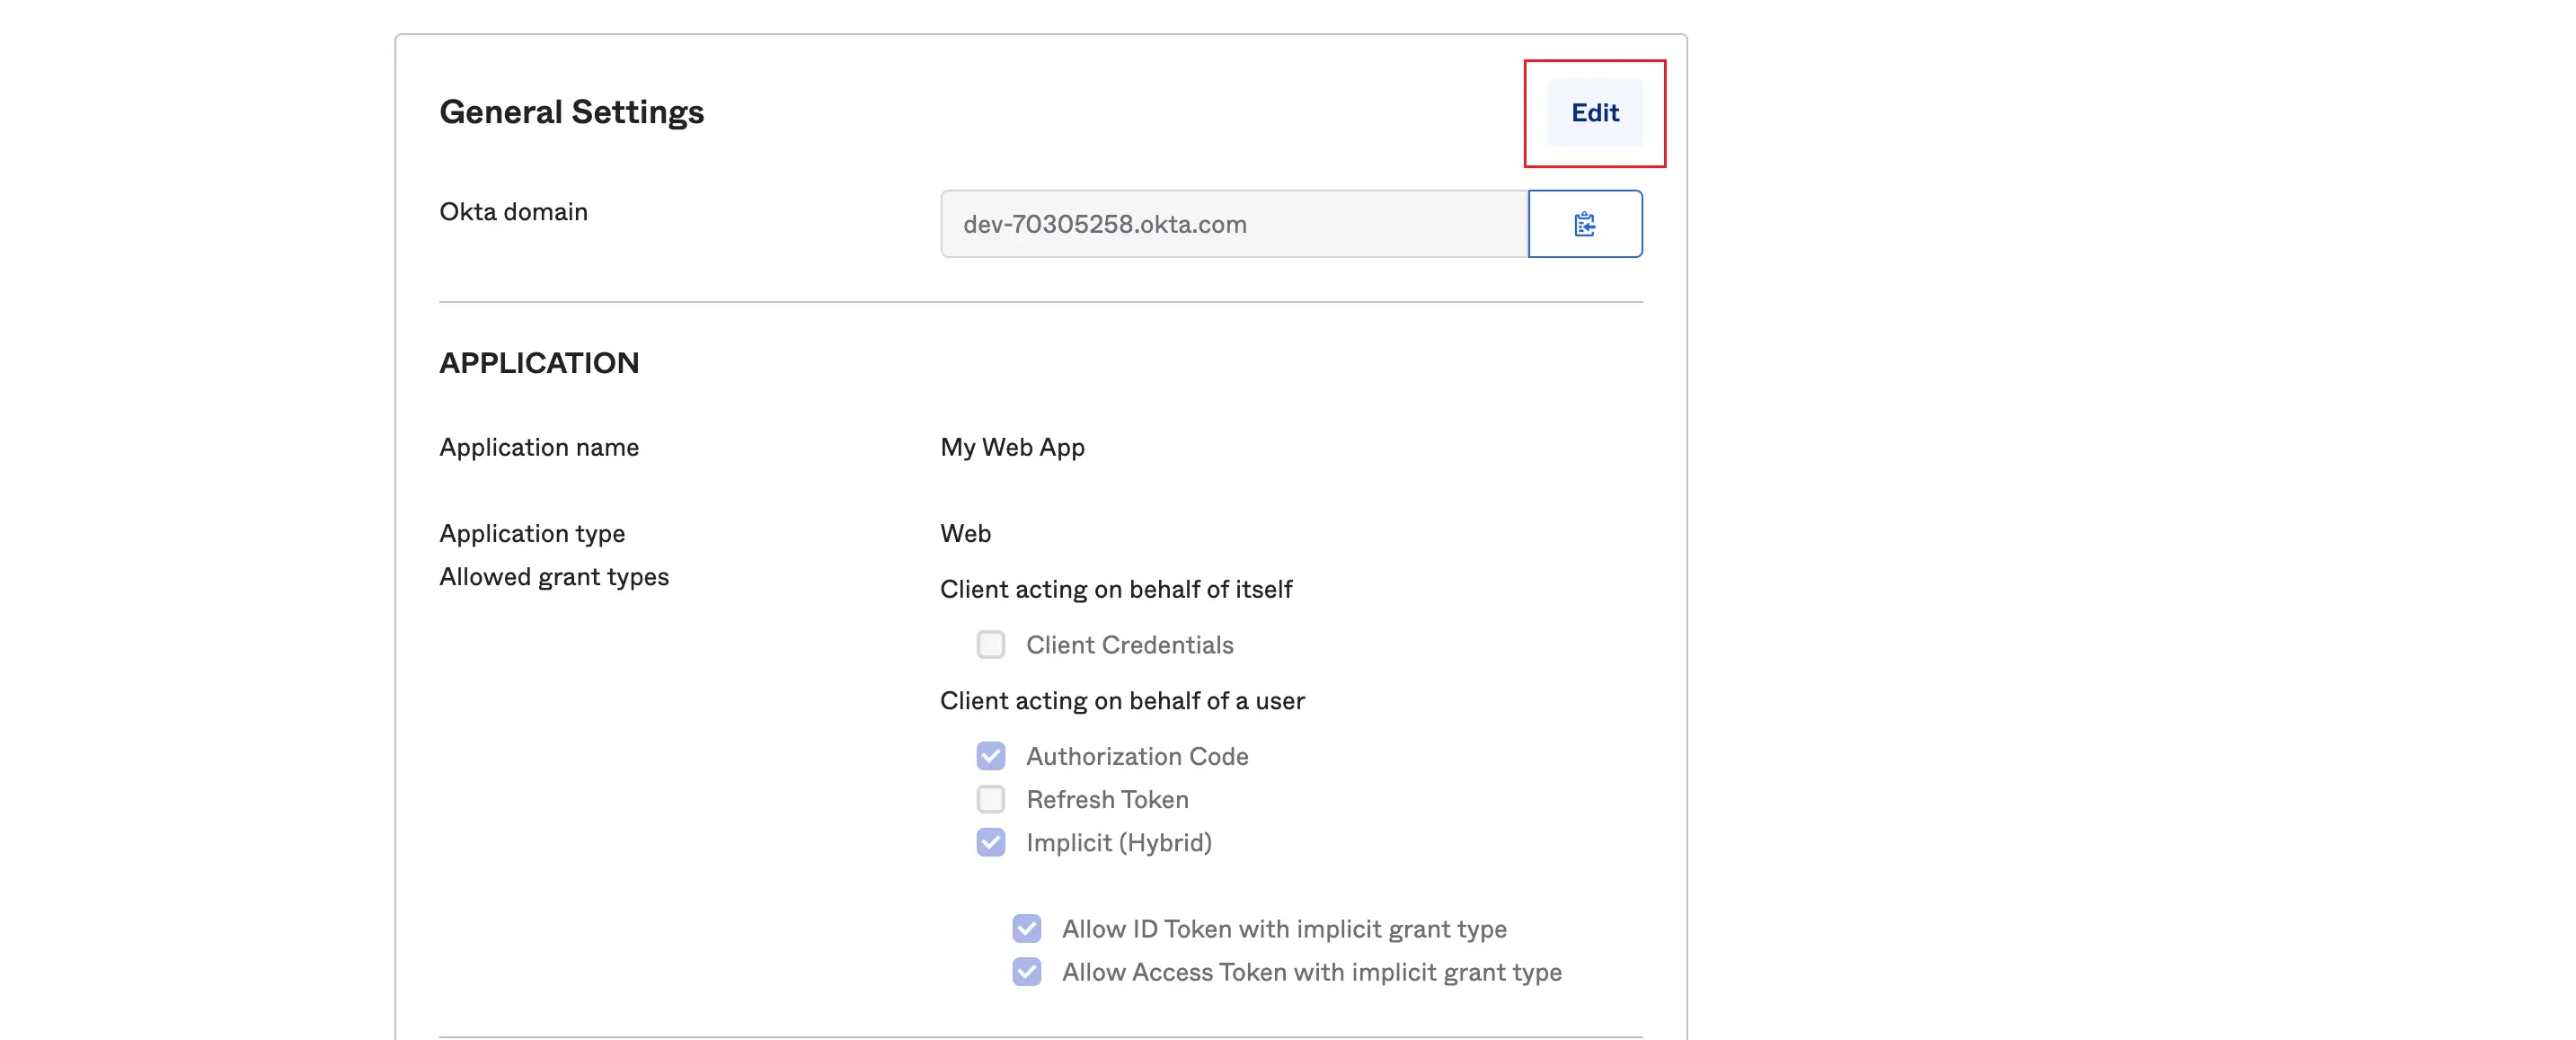 General Settings
Edit
Okta domain
dev-70305258.okta.com
APPLICATION
Application name
My Web App
Application type
Web
Allowed grant types
Client acting on behalf of itself
Client Credentials
Client acting on behalf of a user
Authorization Code
Refresh Token
Implicit (Hybrid)
Allow ID Token with implicit grant type
Allow Access Token with implicit grant type